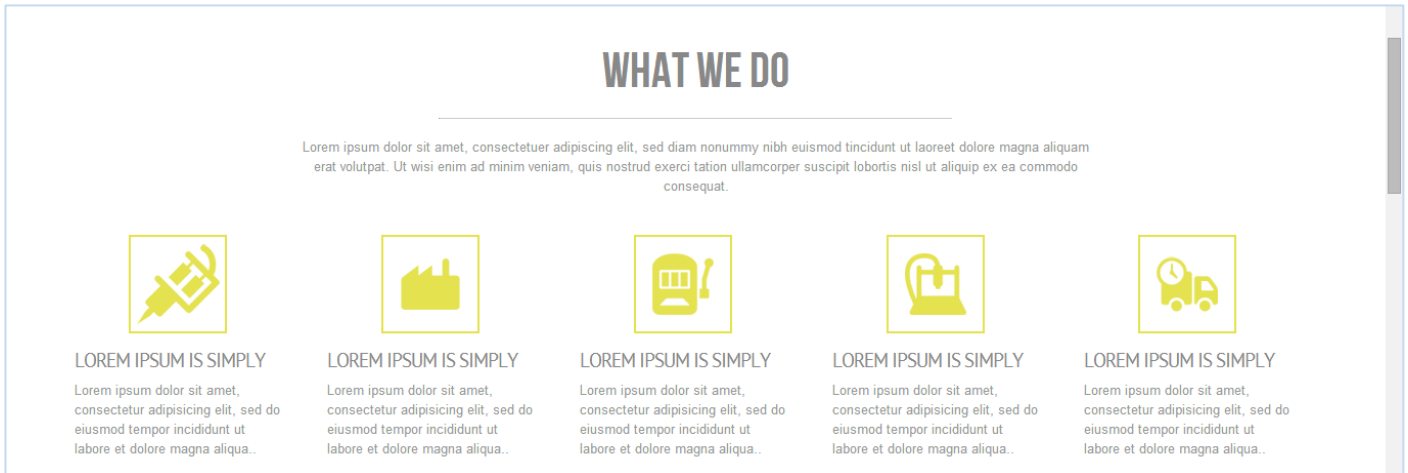 WHAT WE DO
Lorem ipsum dolor sit amet, consectetuer adipiscing elit, sed diam nonummy nibh euismod tincidunt ut laoreet dolore magna aliquam
erat volutpat. Ut wisi enim ad minim veniam, quis nostrud exerci tation ullamcorper suscipit lobortis nisl ut aliquip ex ea commodo
consequat.
LOREM IPSUM IS SIMPLY
Lorem ipsum dolor sit amet,
consectetur adipisicing elit, sed do
eiusmod tempor incididunt ut
labore et dolore magna aliqua..
LOREM IPSUM IS SIMPLY
Lorem ipsum dolor sit amet,
consectetur adipisicing elit, sed do
eiusmod tempor incididunt ut
labore et dolore magna aliqua..
LOREM IPSUM IS SIMPLY
Lorem ipsum dolor sit amet,
consectetur adipisicing elit, sed do
eiusmod tempor incididunt ut
labore et dolore magna aliqua..
LOREM IPSUM IS SIMPLY
Lorem ipsum dolor sit amet,
consectetur adipisicing elit, sed do
eiusmod tempor incididunt ut
labore et dolore magna aliqua..
LOREM IPSUM IS SIMPLY
Lorem ipsum dolor sit amet,
consectetur adipisicing elit, sed do
eiusmod tempor incididunt ut
labore et dolore magna aliqua..